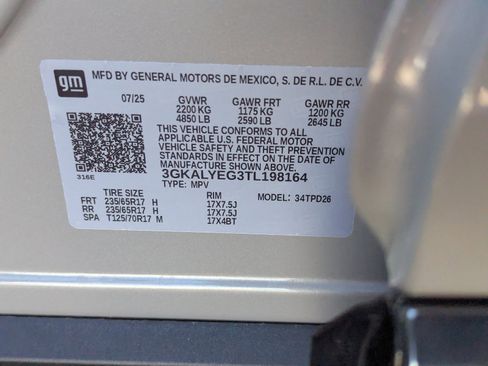 gm MFD BY GENERAL MOTORS DE MEXICO, S. DE R.L. DE C.V.
07/25 GVWR GAWR FRT GAWR RR
2200 KG 1175 KG 1200 KG
4850 LB 2590 LB 2645 LB
THIS VEHICLE CONFORMS TO ALL
APPLICABLE U.S. FEDERAL MOTOR
VEHICLE SAFETY AND THEFT PREVENTION
STANDARDS IN EFFECT ON THE DATE OF
MANUFACTURE SHOWN ABOVE.
316E 3GKALYEG3TL198164
TYPE: MPV MODEL: 34TPD26
TIRE SIZE RIM
FRT 235/65R17 H 17X7.5J
RR 235/65R17 H 17X7.5J
SPA T125/70R17 M 17X4BT